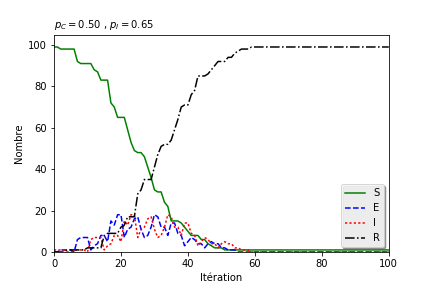 p_C = 0.50 , p_I = 0.65
Nombre
100
80
60
40
20
0
S
E
I
R
0 20 40 60 80 100
Itération